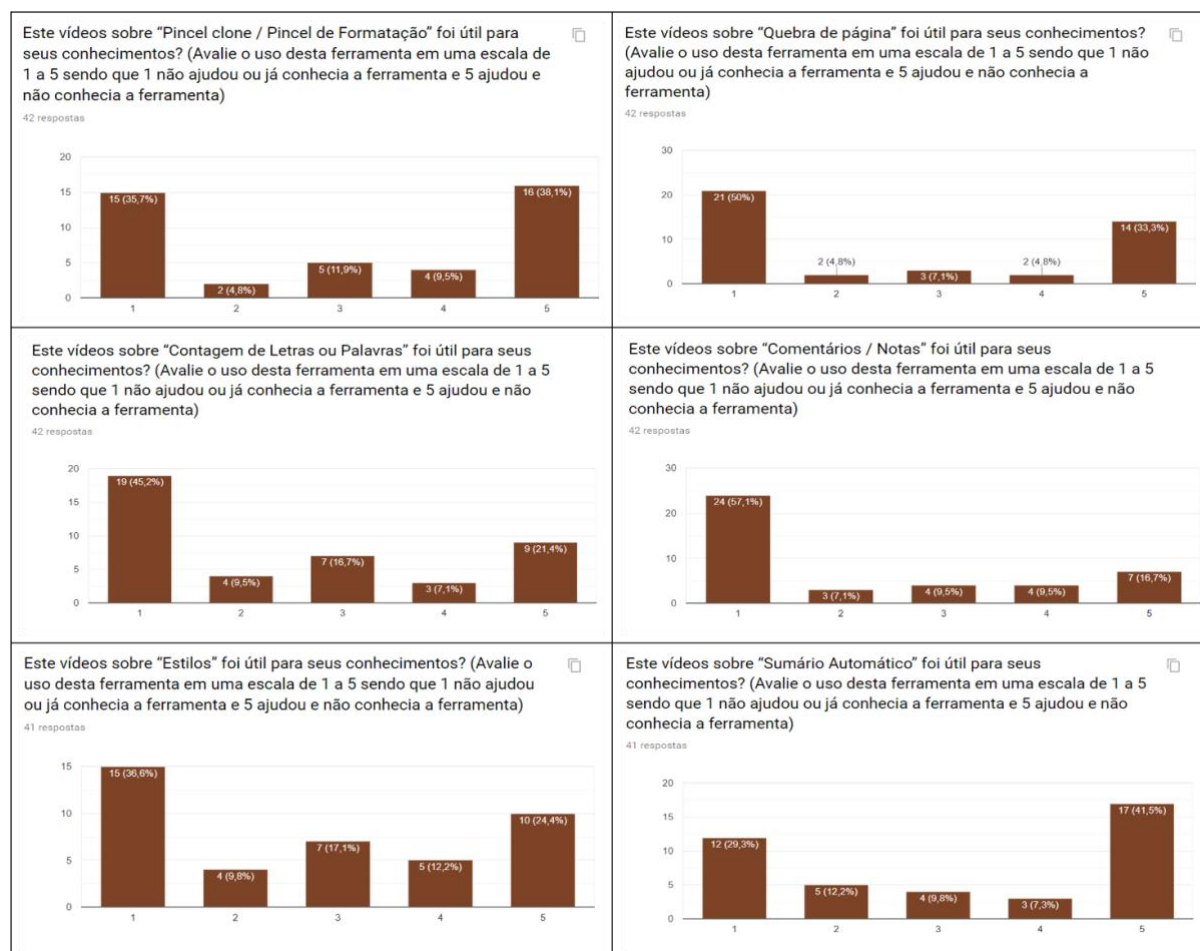 Este vídeos sobre “Pincel clone / Pincel de Formatação” foi útil para
seus conhecimentos? (Avalie o uso desta ferramenta em uma escala de
1 a 5 sendo que 1 não ajudou ou já conhecia a ferramenta e 5 ajudou e
não conhecia a ferramenta)
42 respostas
20
15
10
5
0
15 (35,7%)
2 (4,8%)
5 (11,9%)
4 (9,5%)
16 (38,1%)
1 2 3 4 5
Este vídeos sobre “Quebra de página” foi útil para seus conhecimentos?
(Avalie o uso desta ferramenta em uma escala de 1 a 5 sendo que 1 não
ajudou ou já conhecia a ferramenta e 5 ajudou e não conhecia a
ferramenta)
42 respostas
30
20
10
0
21 (50%)
2 (4,8%)
3 (7,1%)
2 (4,8%)
14 (33,3%)
1 2 3 4 5
Este vídeos sobre “Contagem de Letras ou Palavras” foi útil para seus
conhecimentos? (Avalie o uso desta ferramenta em uma escala de 1 a 5
sendo que 1 não ajudou ou já conhecia a ferramenta e 5 ajudou e não
conhecia a ferramenta)
42 respostas
20
15
10
5
0
19 (45,2%)
4 (9,5%)
7 (16,7%)
3 (7,1%)
9 (21,4%)
1 2 3 4 5
Este vídeos sobre “Comentários / Notas” foi útil para seus
conhecimentos? (Avalie o uso desta ferramenta em uma escala de 1 a 5
sendo que 1 não ajudou ou já conhecia a ferramenta e 5 ajudou e não
conhecia a ferramenta)
42 respostas
30
20
10
0
24 (57,1%)
3 (7,1%)
4 (9,5%)
4 (9,5%)
7 (16,7%)
1 2 3 4 5
Este vídeos sobre “Estilos” foi útil para seus conhecimentos? (Avalie o
uso desta ferramenta em uma escala de 1 a 5 sendo que 1 não ajudou
ou já conhecia a ferramenta e 5 ajudou e não conhecia a ferramenta)
41 respostas
15
10
5
0
15 (36,6%)
4 (9,8%)
7 (17,1%)
5 (12,2%)
10 (24,4%)
1 2 3 4 5
Este vídeos sobre “Sumário Automático” foi útil para seus
conhecimentos? (Avalie o uso desta ferramenta em uma escala de 1 a 5
sendo que 1 não ajudou ou já conhecia a ferramenta e 5 ajudou e não
conhecia a ferramenta)
41 respostas
20
15
10
5
0
12 (29,3%)
5 (12,2%)
4 (9,8%)
3 (7,3%)
17 (41,5%)
1 2 3 4 5